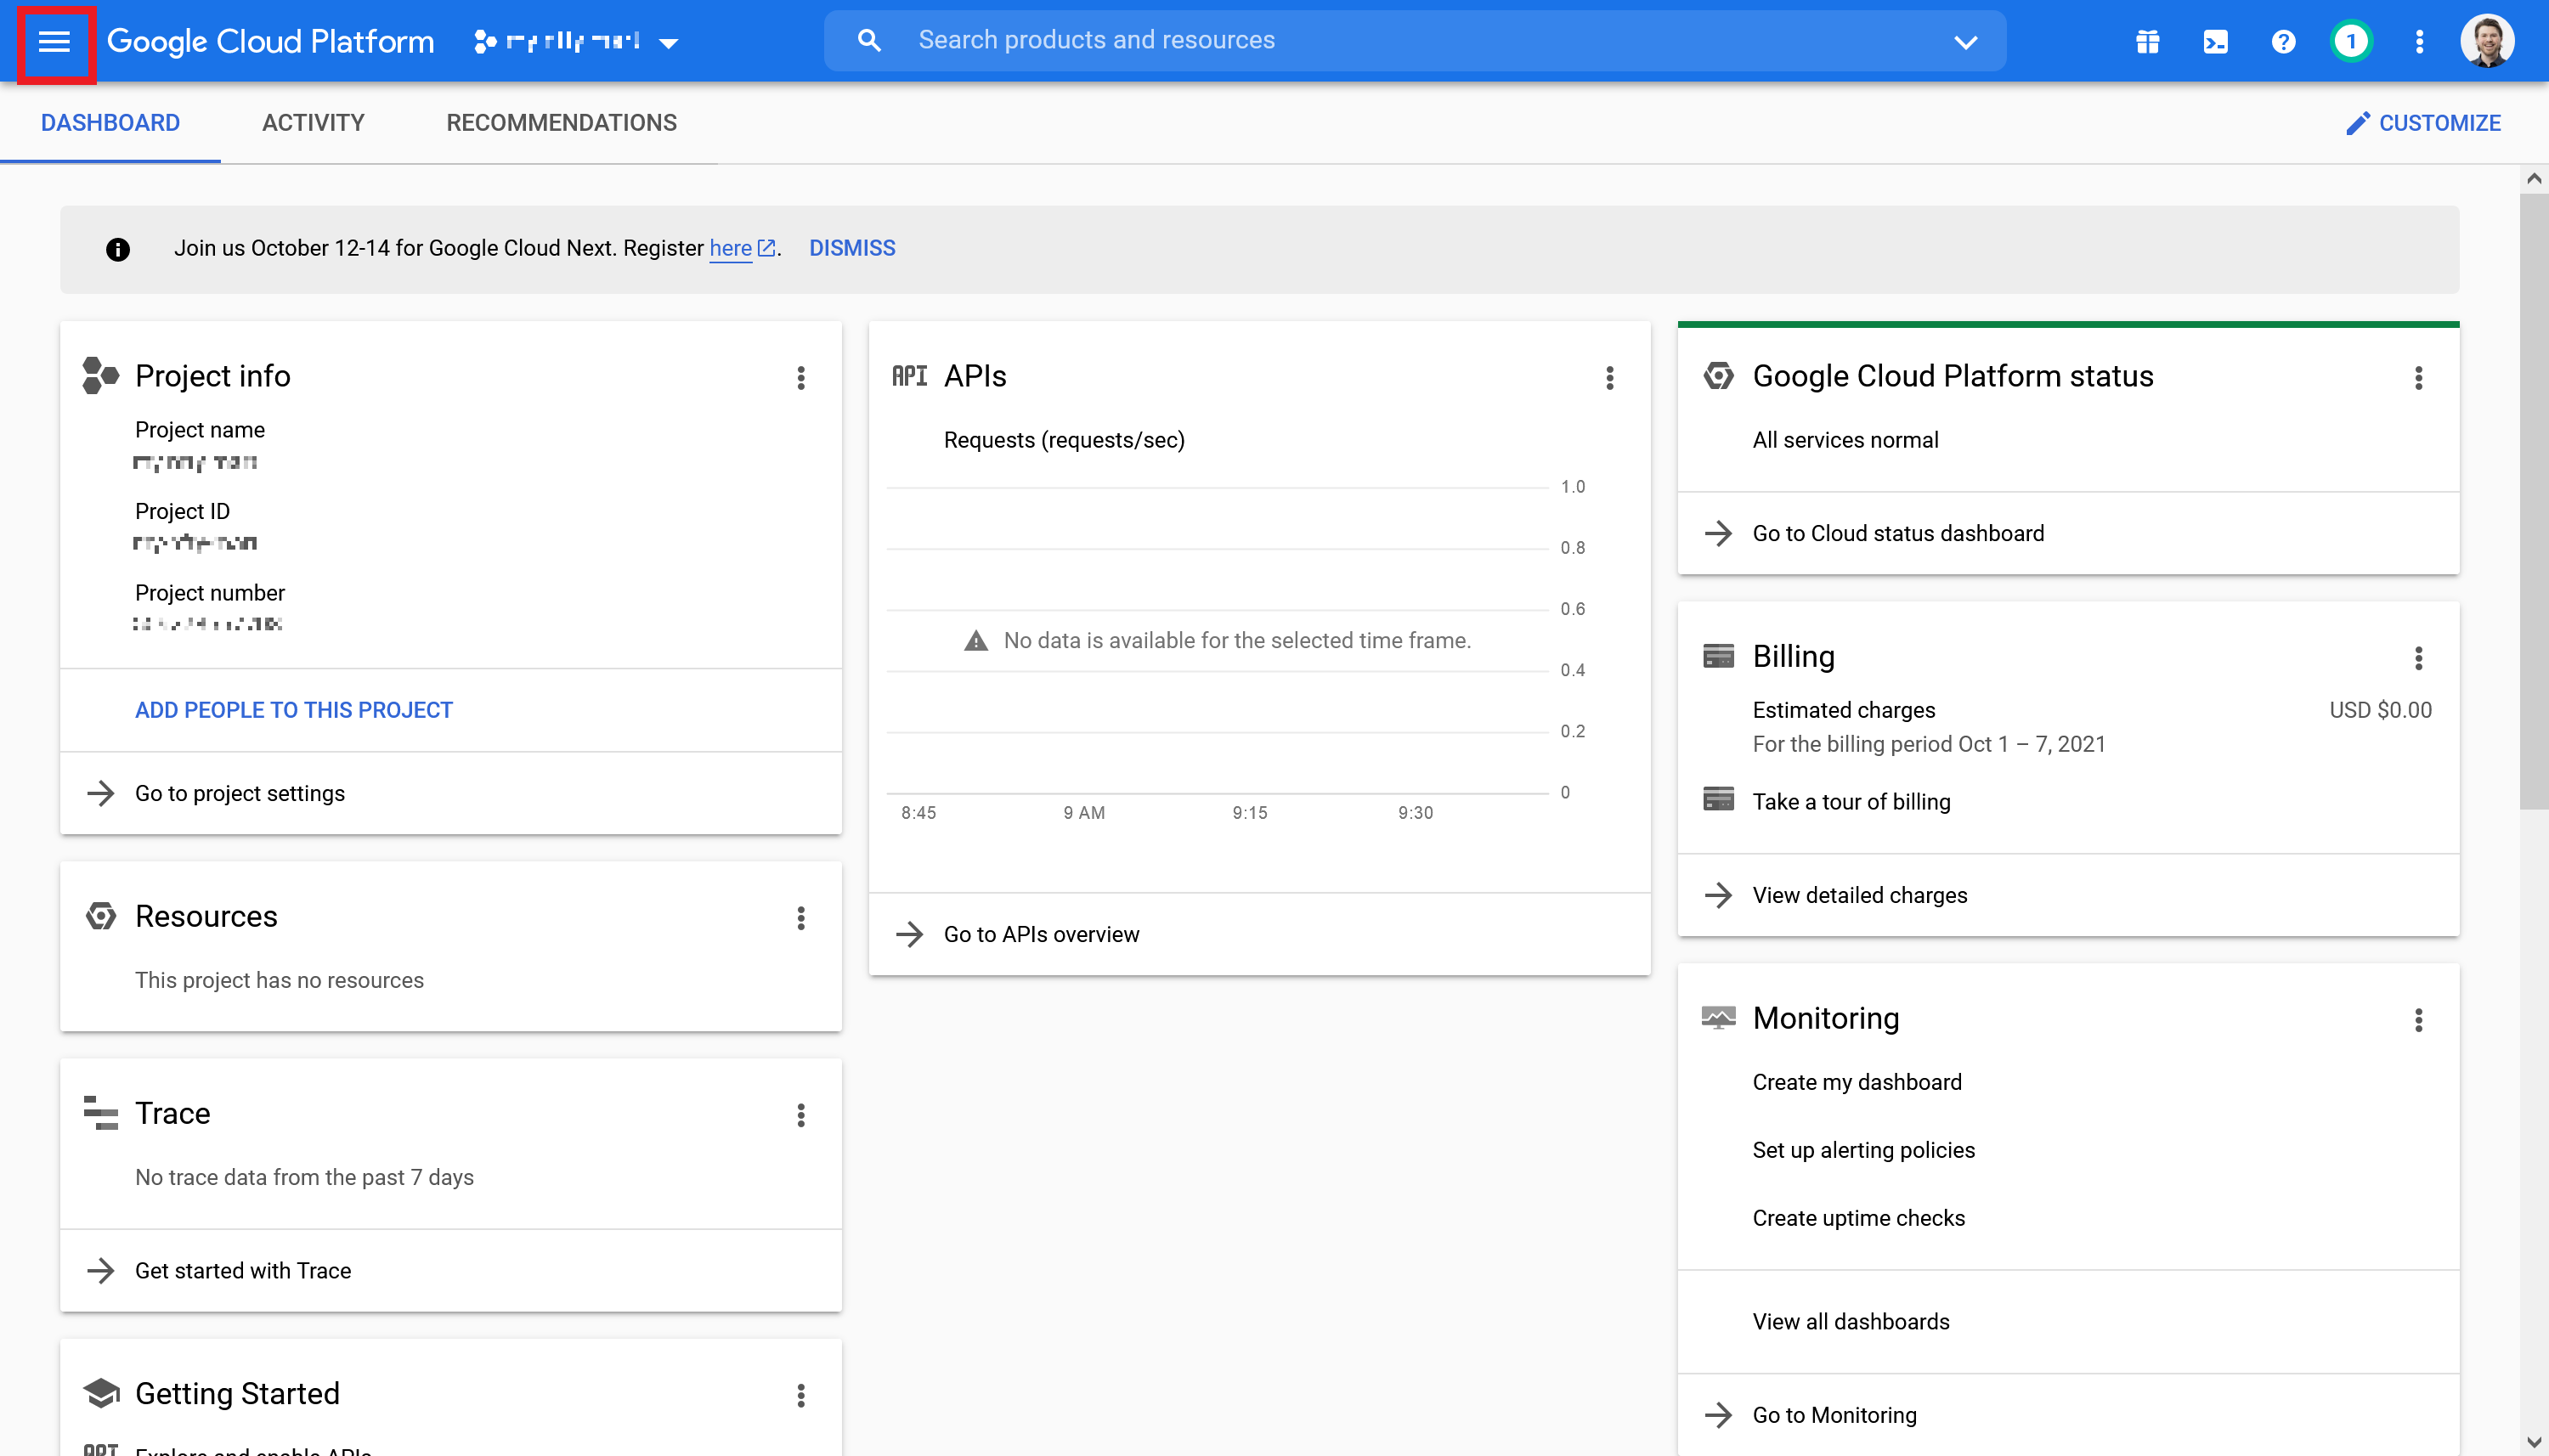 Google Cloud Platform
Search products and resources
1
DASHBOARD
ACTIVITY
RECOMMENDATIONS
CUSTOMIZE
Join us October 12-14 for Google Cloud Next. Register here. DISMISS
Project info
Project name
Project ID
Project number
ADD PEOPLE TO THIS PROJECT
Go to project settings
Resources
This project has no resources
Trace
No trace data from the past 7 days
Get started with Trace
Getting Started
API Explore and enable APIs
API APIs
Requests (requests/sec)
1.0
0.8
0.6
No data is available for the selected time frame.
0.4
0.2
0
8:45 9 AM 9:15 9:30
Go to APIs overview
Google Cloud Platform status
All services normal
Go to Cloud status dashboard
Billing
Estimated charges USD $0.00
For the billing period Oct 1 – 7, 2021
Take a tour of billing
View detailed charges
Monitoring
Create my dashboard
Set up alerting policies
Create uptime checks
View all dashboards
Go to Monitoring